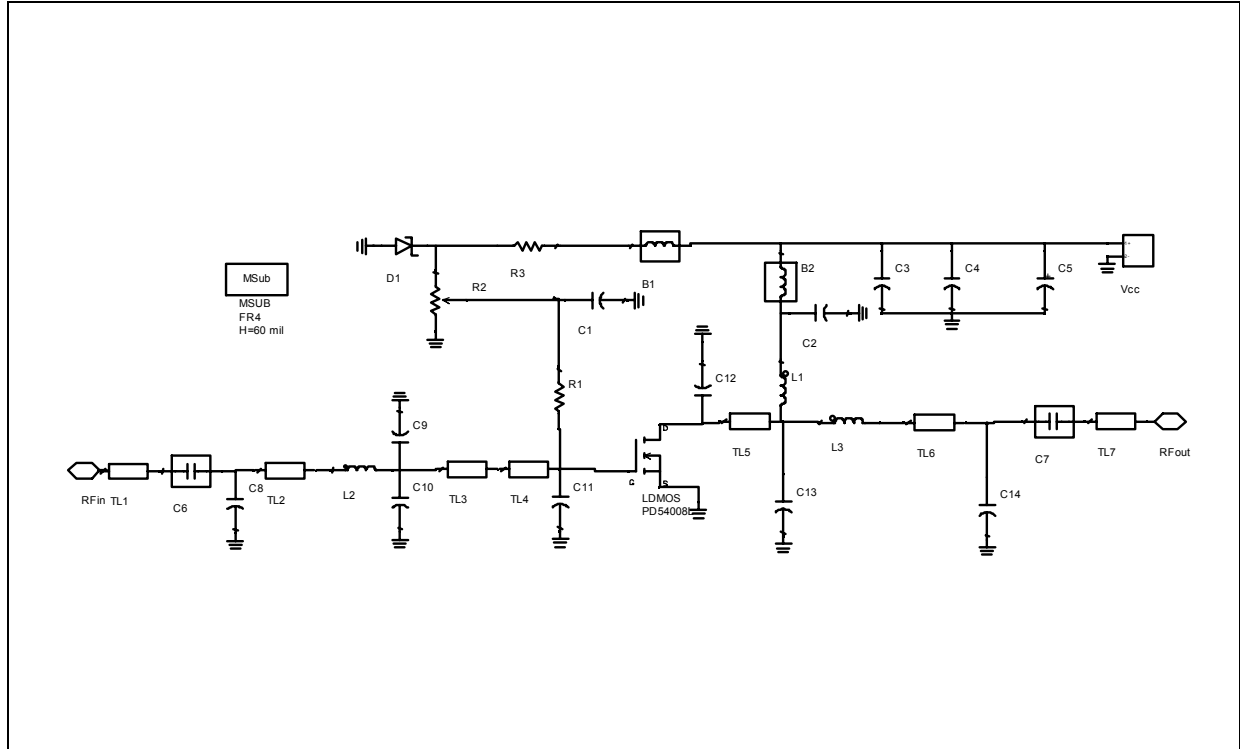 MSub
MSUB
FR4
H=60 mil
D1
R3
B1
B2
C3
C4
C5
Vcc
R2
C1
C2
R1
C12
L1
C9
D
TL5
L3
TL6
C7
TL7
RFout
RFin
TL1
C6
C8
TL2
L2
C10
TL3
TL4
C11
G
S
LDMOS
C13
C14